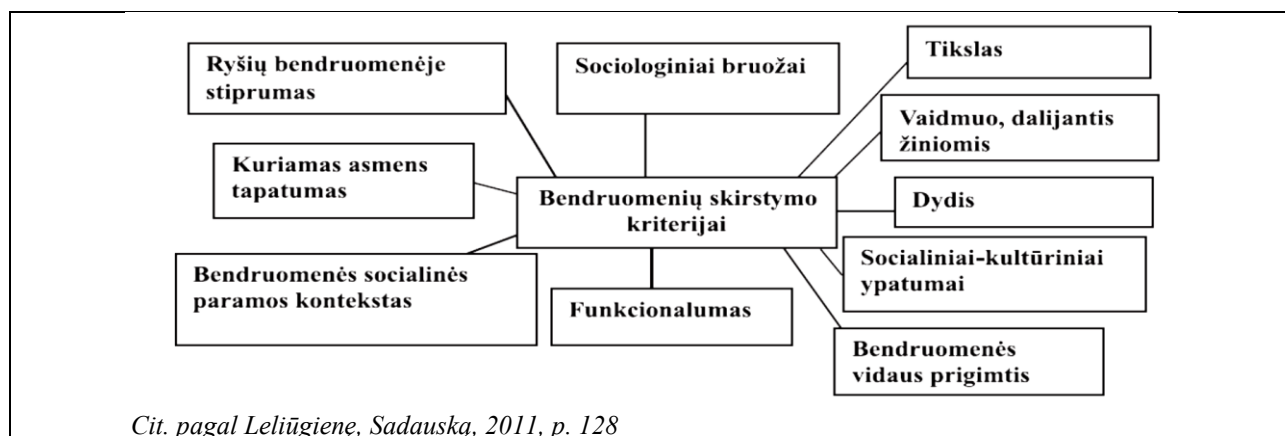 Ryšių bendruomenėje
stiprumas
Sociologiniai bruožai
Tikslas
Vaidmuo, dalijantis
žiniomis
Kuriamas asmens
tapatumas
Bendruomenių skirstymo
kriterijai
Dydis
Socialiniai-kultūriniai
ypatumai
Bendruomenės socialinės
paramos kontekstas
Funkcionalumas
Bendruomenės
vidaus prigimtis
Cit. pagal Leliūgienę, Sadauską, 2011, p. 128